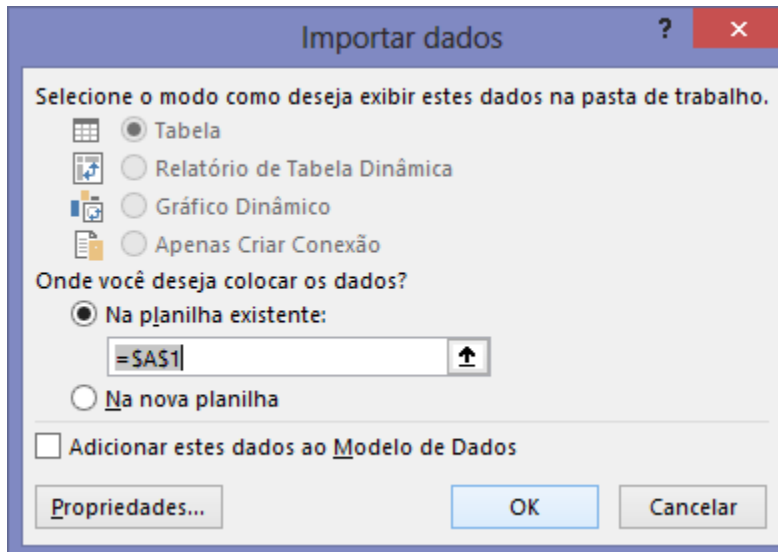 Importar dados
?
Selecione o modo como deseja exibir estes dados na pasta de trabalho.
Tabela
Relatório de Tabela Dinâmica
Gráfico Dinâmico
Apenas Criar Conexão
Onde você deseja colocar os dados?
Na planilha existente:
=$A$1
Na nova planilha
Adicionar estes dados ao Modelo de Dados
Propriedades... OK Cancelar